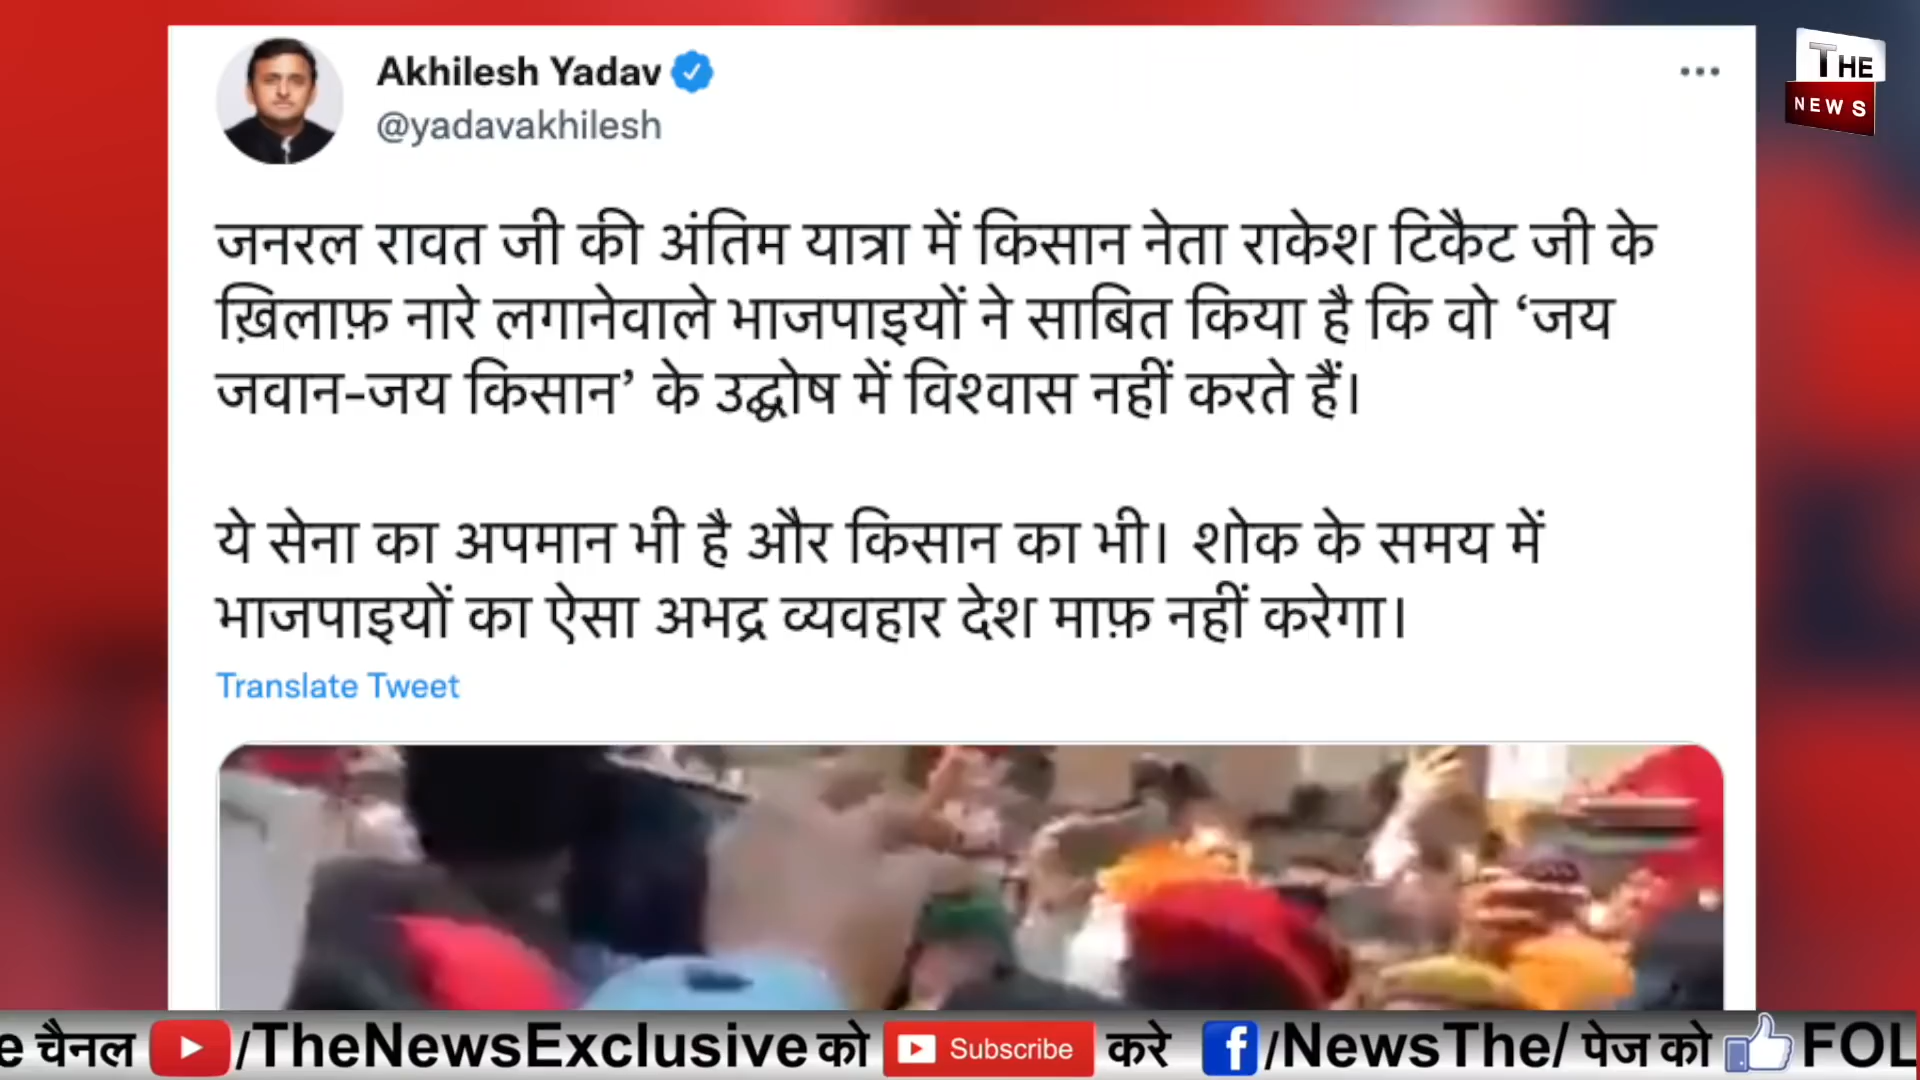 Akhilesh Yadav
@yadavakhilesh
THE
NEWS
जनरल रावत जी की अंतिम यात्रा में किसान नेता राकेश टिकैट जी के
ख़िलाफ़ नारे लगानेवाले भाजपाइयों ने साबित किया है कि वो ‘जय
जवान-जय किसान’ के उद्घोष में विश्वास नहीं करते हैं।
ये सेना का अपमान भी है और किसान का भी। शोक के समय में
भाजपाइयों का ऐसा अभद्र व्यवहार देश माफ़ नहीं करेगा।
Translate Tweet
e चैनल /TheNewsExclusive को Subscribe करे f/NewsThe/ पेज को FOL